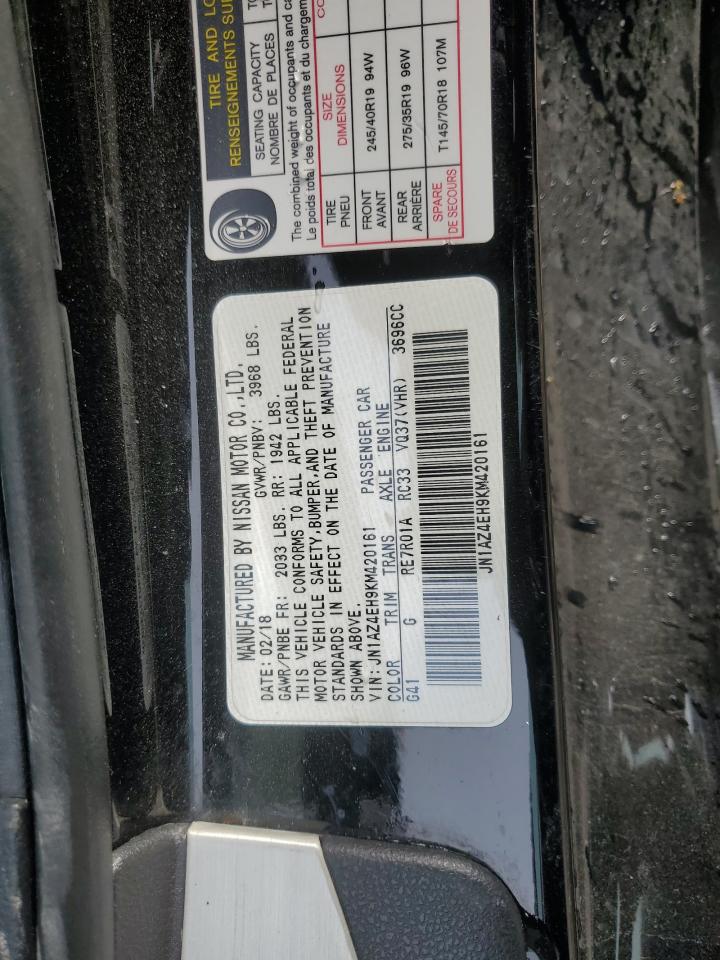 TIRE AND LO
RENSEIGNEMENTS SU
SEATING CAPACITY
NOMBRE DE PLACES
The combined weight of occupants and ca
Le poids total des occupants et du chargem
TIRE
PNEU
SIZE
DIMENSIONS
FRONT
AVANT
245/40R19 94W
REAR
ARRIÈRE
275/35R19 96W
SPARE
DE SECOURS
T145/70R18 107M
MANUFACTURED BY NISSAN MOTOR CO.,LTD.
DATE: 02/18 GVWR/PNBV: 3968 LBS.
GAWR/PNBE FR: 2033 LBS. RR: 1942 LBS.
THIS VEHICLE CONFORMS TO ALL APPLICABLE FEDERAL
MOTOR VEHICLE SAFETY,BUMPER,AND THEFT PREVENTION
STANDARDS IN EFFECT ON THE DATE OF MANUFACTURE
SHOWN ABOVE.
VIN:JN1AZ4EH9KM420161 PASSENGER CAR
COLOR TRIM TRANS AXLE ENGINE
G41 G RE7R01A RC33 VQ37(VHR) 3696CC
JN1AZ4EH9KM420161